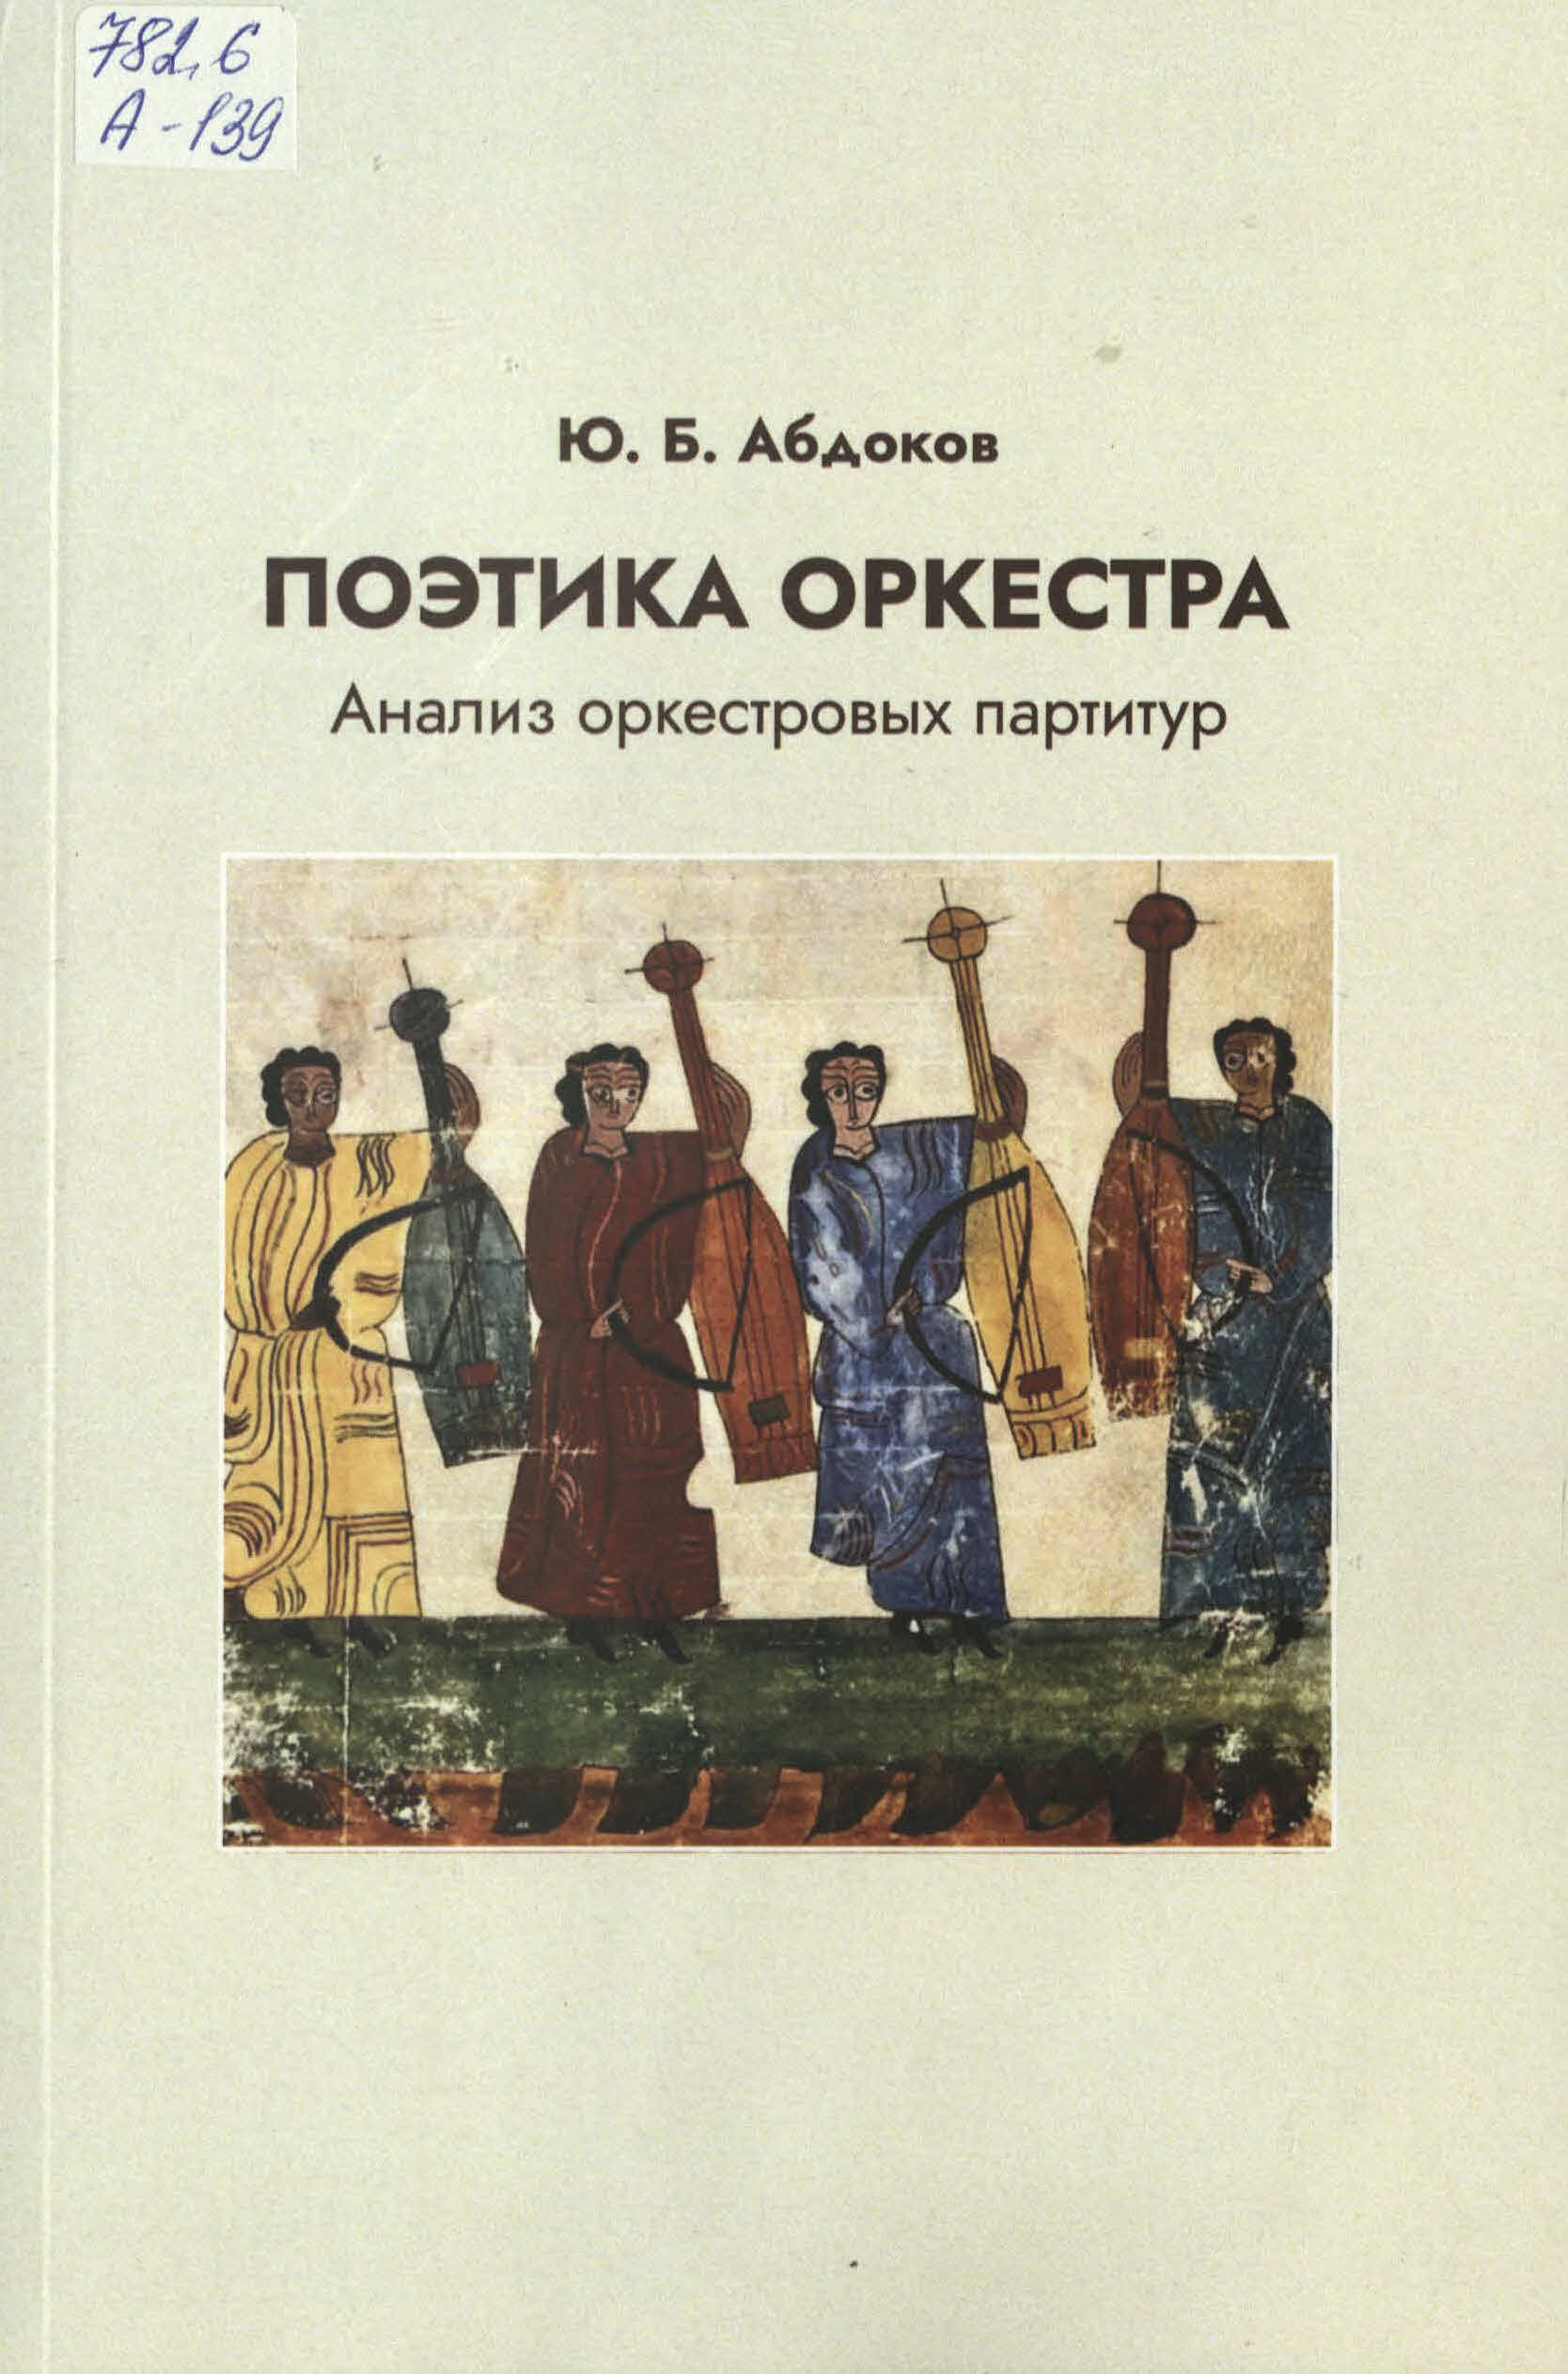 782.6
А-139
Ю. Б. Абдоков
ПОЭТИКА ОРКЕСТРА
Анализ оркестровых партитур